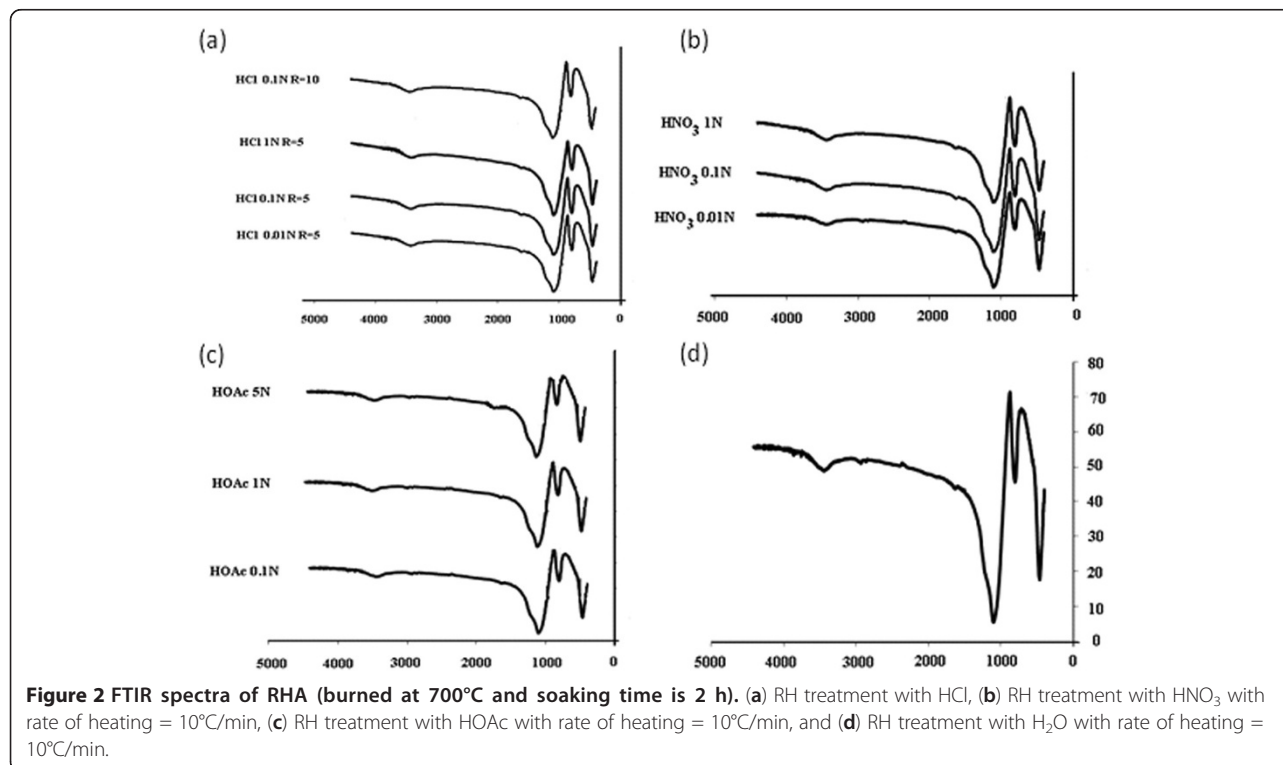 (a)
HCl 0.1N R=10
HCl 1N R=5
HCl 0.1N R=5
HCl 0.01N R=5
5000 4000 3000 2000 1000 0
(b)
HNO3 1N
HNO3 0.1N
HNO3 0.01N
5000 4000 3000 2000 1000 0
(c)
HOAc 5N
HOAc 1N
HOAc 0.1N
5000 4000 3000 2000 1000 0
(d)
80
70
60
50
40
30
20
10
0
5000 4000 3000 2000 1000 0
Figure 2 FTIR spectra of RHA (burned at 700°C and soaking time is 2 h). (a) RH treatment with HCl, (b) RH treatment with HNO3 with
rate of heating = 10°C/min, (c) RH treatment with HOAc with rate of heating = 10°C/min, and (d) RH treatment with H2O with rate of heating =
10°C/min.